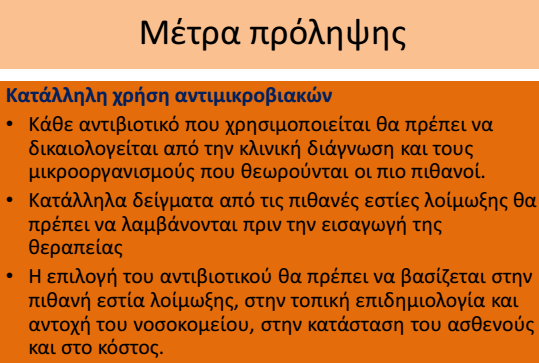 Μέτρα πρόληψης
Κατάλληλη χρήση αντιμικροβιακών
• Κάθε αντιβιοτικό που χρησιμοποιείται θα πρέπει να
δικαιολογείται από την κλινική διάγνωση και τους
μικροοργανισμούς που θεωρούνται οι πιο πιθανοί.
• Κατάλληλα δείγματα από τις πιθανές εστίες λοίμωξης θα
πρέπει να λαμβάνονται πριν την εισαγωγή της
θεραπείας
• Η επιλογή του αντιβιοτικού θα πρέπει να βασίζεται στην
πιθανή εστία λοίμωξης, στην τοπική επιδημιολογία και
αντοχή του νοσοκομείου, στην κατάσταση του ασθενούς
και στο κόστος.